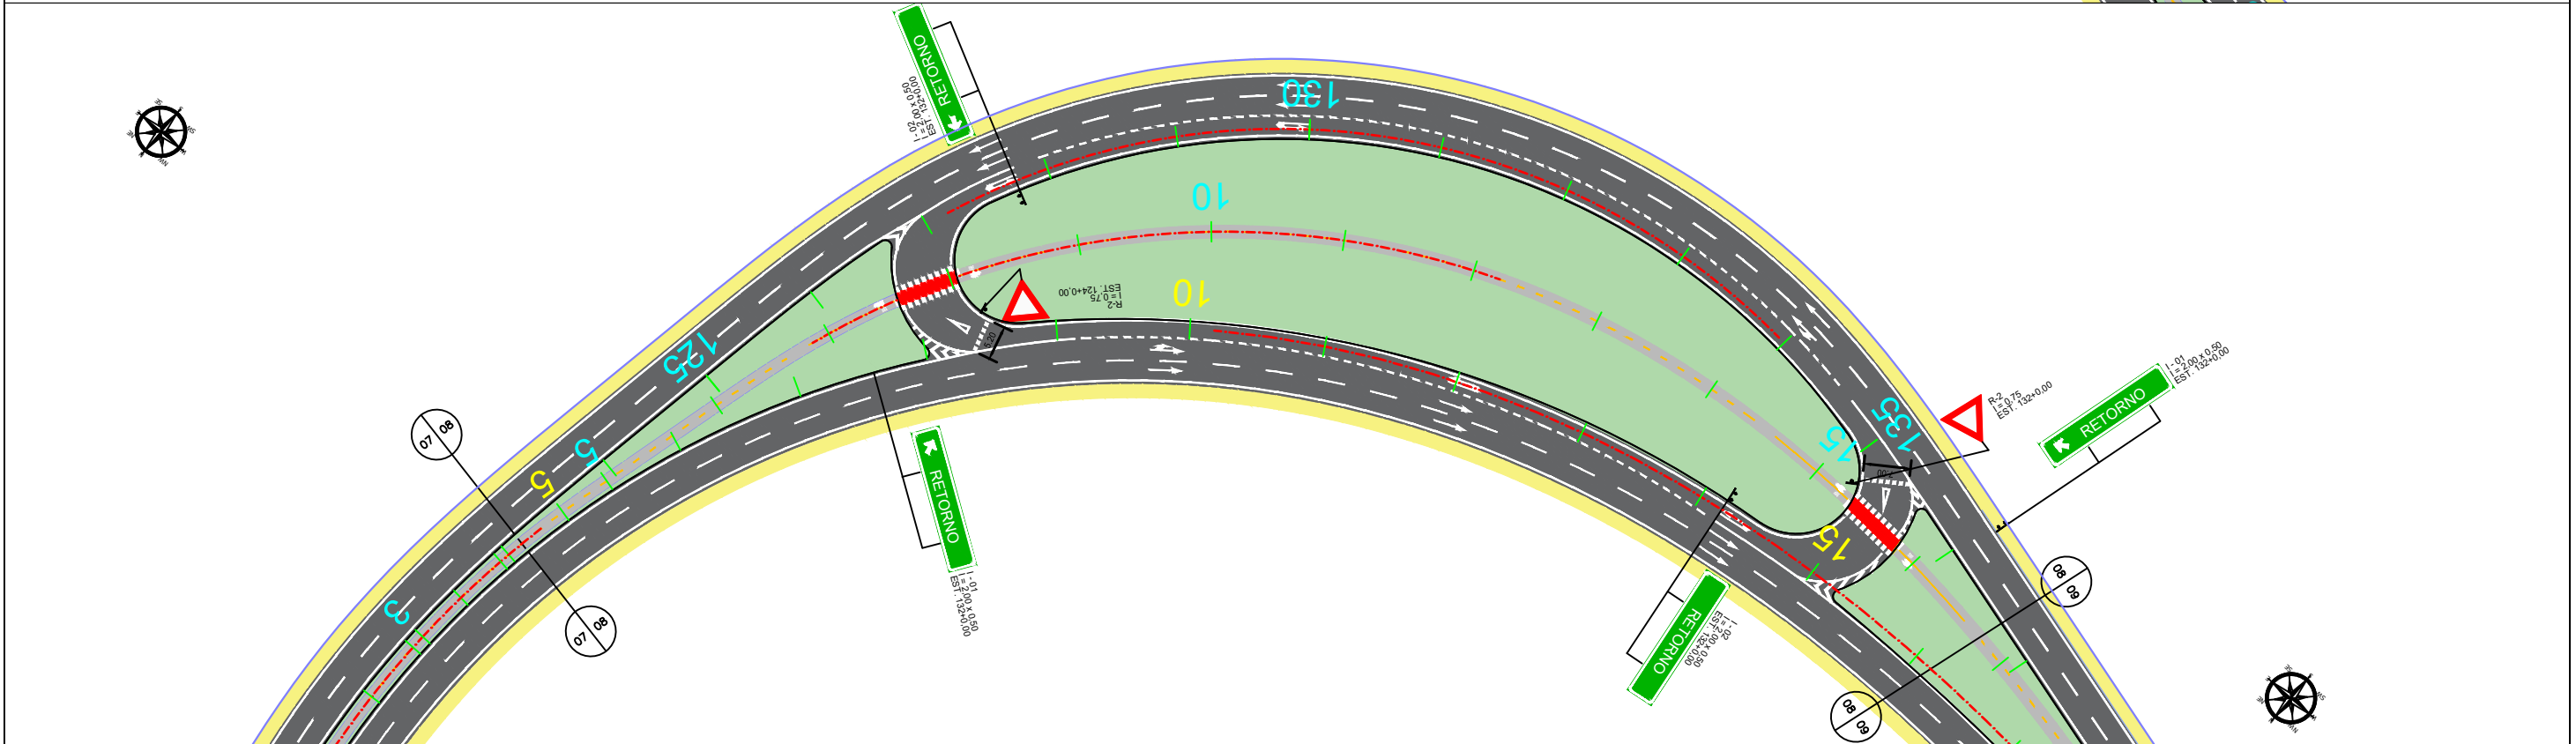 RETORNO
I - 02
l = 2,00 x 0,50
EST. 132+0,00
130
10
10
R-2
l = 0,75
EST. 124+0,00
5,20
125
5
5
3
07 08
07 08
RETORNO
I - 01
l = 2,00 x 0,50
EST. 132+0,00
135
15
15
R-2
l = 0,75
EST. 132+0,00
RETORNO
I - 01
l = 2,00 x 0,50
EST. 132+0,00
RETORNO
I - 02
l = 2,00 x 0,50
EST. 132+0,00
08 09
08 09